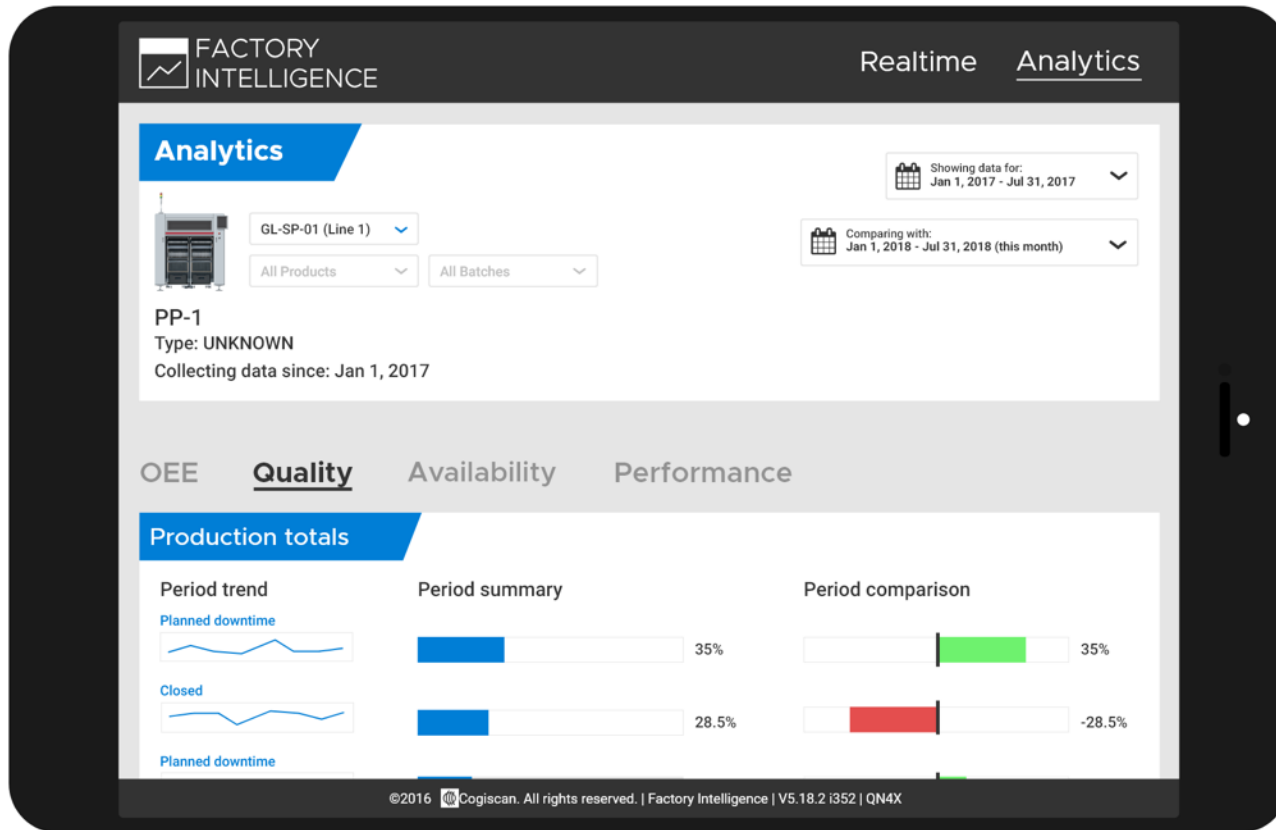 FACTORY
INTELLIGENCE
Realtime
Analytics
Analytics
Showing data for:
Jan 1, 2017 - Jul 31, 2017
GL-SP-01 (Line 1)
Comparing with:
Jan 1, 2018 - Jul 31, 2018 (this month)
All Products
All Batches
PP-1
Type: UNKNOWN
Collecting data since: Jan 1, 2017
OEE
Quality
Availability
Performance
Production totals
Period trend
Period summary
Period comparison
Planned downtime
35%
35%
Closed
28.5%
-28.5%
Planned downtime
©2016 Cogiscan. All rights reserved. | Factory Intelligence | V5.18.2 i352 | QN4X